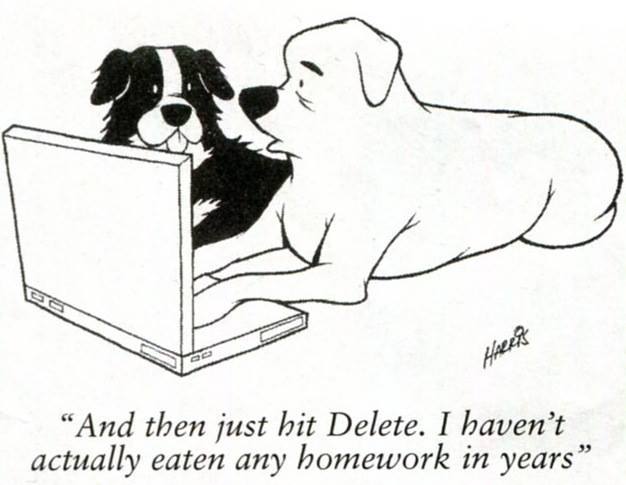 HARRIS
“And then just hit Delete. I haven’t
actually eaten any homework in years”